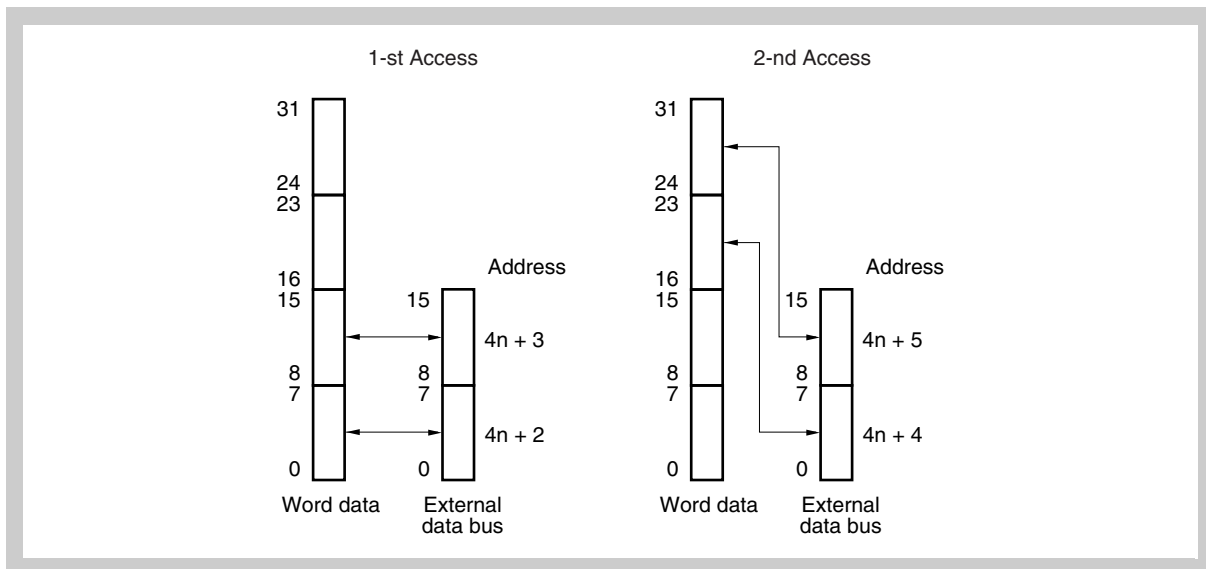 1-st Access
31
24
23
16
15
8
7
0
Word data
Address
15
4n + 3
8
7
4n + 2
0
External
data bus
2-nd Access
31
24
23
16
15
8
7
0
Word data
Address
15
4n + 5
8
7
4n + 4
0
External
data bus